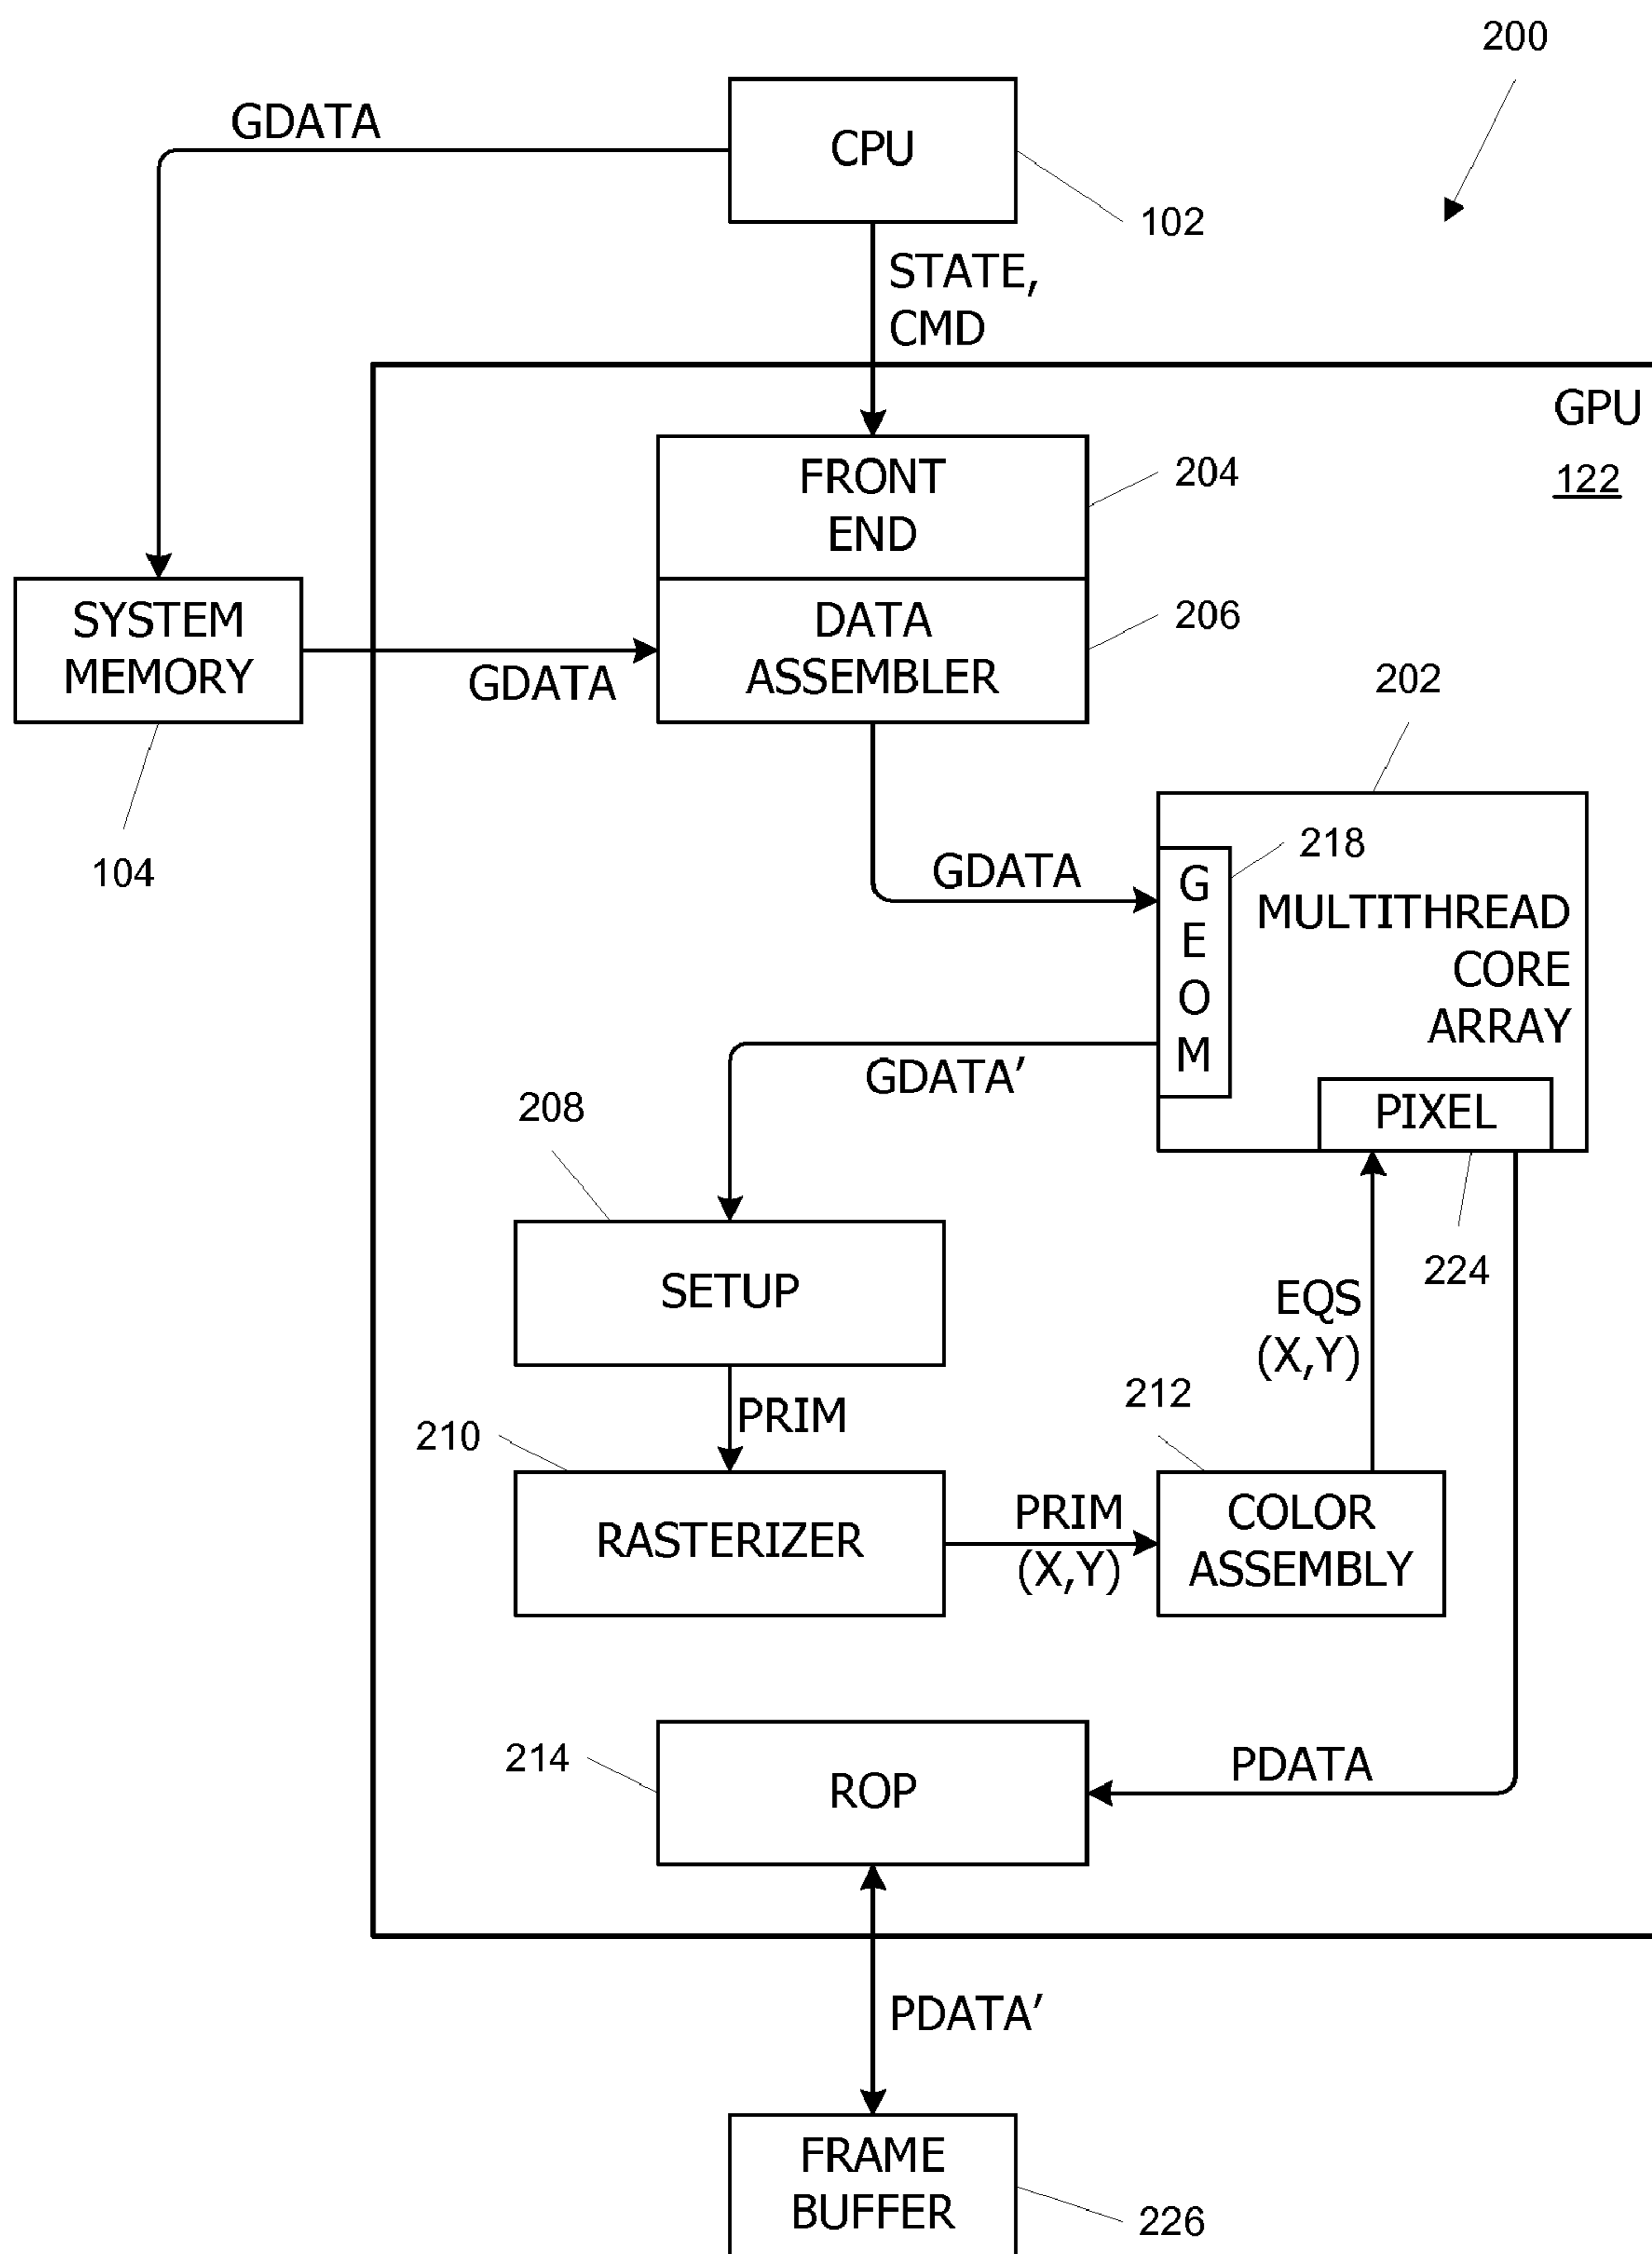 200
GDATA
CPU
102
STATE,
CMD
GPU
122
FRONT
END
204
SYSTEM
MEMORY
104
GDATA
DATA
ASSEMBLER
206
202
GDATA
G
E
O
M
218
MULTITHREAD
CORE
ARRAY
GDATA’
PIXEL
224
208
SETUP
EQS
(X,Y)
PRIM
210
RASTERIZER
PRIM
(X,Y)
212
COLOR
ASSEMBLY
214
ROP
PDATA
PDATA’
FRAME
BUFFER
226